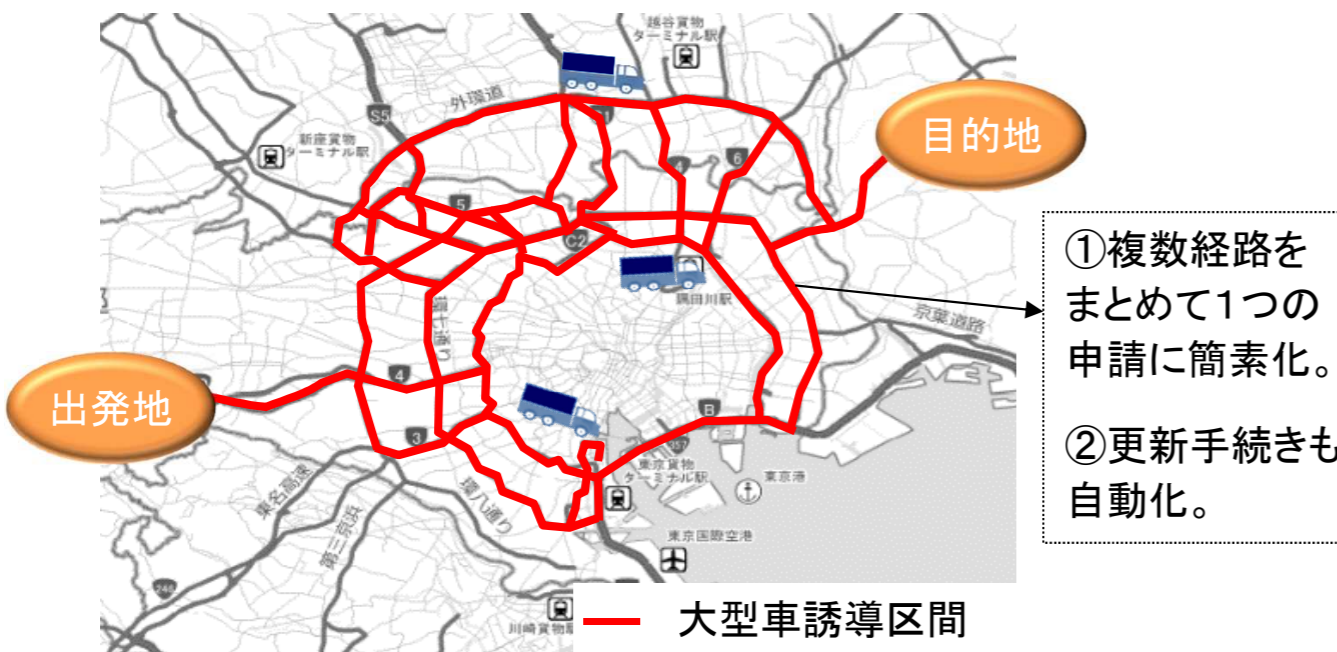 越谷貨物
ターミナル駅
外環道
S5
新座貨物
ターミナル駅
目的地
4
6
5
C2
隅田川駅
環七通り
京葉道路
①複数経路を
まとめて1つの
申請に簡素化。
②更新手続きも
自動化。
出発地
4
3
B
357
東京貨物
ターミナル駅
東京港
東名高速
環八通り
第三京浜
東京国際空港
246
川崎貨物
大型車誘導区間